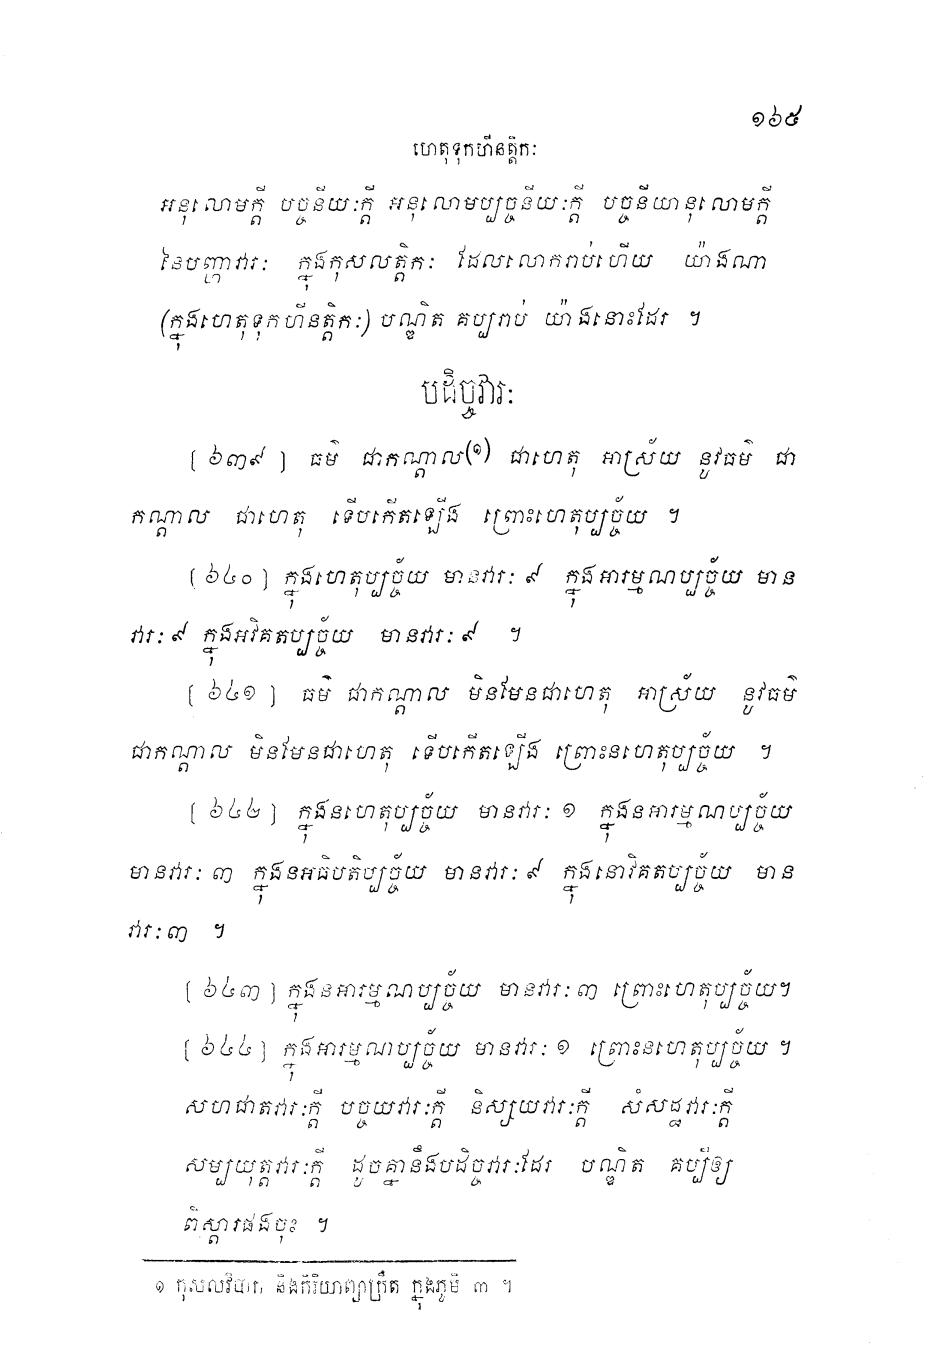 ១៦៥
ហេតុទុកហីនត្តិកៈ
អនុលោមក្តី បច្ចនីយៈក្តី អនុលោមប្បច្ចនីយៈក្តី បច្ចនីយានុលោមក្តី
នៃបញ្ហាវារៈ ក្នុងកុសលត្តិកៈ ដែលលោករាប់ហើយ យ៉ាងណា
(ក្នុងហេតុទុកហីនត្តិកៈ) បណ្ឌិត គប្បរាប់ យ៉ាងនោះដែរ ។
បដិច្ចវារៈ
[ ៦៣៩ ] ធម៌ ជាកណ្តាល(១) ជាហេតុ អាស្រ័យ នូវធម៌ ជា
កណ្តាល ជាហេតុ ទើបកើតឡើង ព្រោះហេតុប្បច្ច័យ ។
[ ៦៤០ ] ក្នុងហេតុប្បច្ច័យ មានវារៈ ៩ ក្នុងអារម្មណប្បច្ច័យ មាន
វារៈ ៩ ក្នុងអវិគតប្បច្ច័យ មានវារៈ ៩ ។
[ ៦៤១ ] ធម៌ ជាកណ្តាល មិនមែនជាហេតុ អាស្រ័យ នូវធម៌
ជាកណ្តាល មិនមែនជាហេតុ ទើបកើតឡើង ព្រោះនហេតុប្បច្ច័យ ។
[ ៦៤២ ] ក្នុងនហេតុប្បច្ច័យ មានវារៈ ១ ក្នុងនអារម្មណប្បច្ច័យ
មានវារៈ ៣ ក្នុងនអធិបតិប្បច្ច័យ មានវារៈ ៩ ក្នុងនោវិគតប្បច្ច័យ មាន
វារៈ ៣ ។
[ ៦៤៣ ] ក្នុងនអារម្មណប្បច្ច័យ មានវារៈ ៣ ព្រោះហេតុប្បច្ច័យ។
[ ៦៤៤ ] ក្នុងអារម្មណប្បច្ច័យ មានវារៈ ១ ព្រោះនហេតុប្បច្ច័យ ។
សហជាតវារៈក្តី បច្ចយវារៈក្តី និស្សយវារៈក្តី សំសដ្ឋវារៈក្តី
សម្បយុត្តវារៈក្តី ដូចគ្នានឹងបដិច្ចវារៈដែរ បណ្ឌិត គប្បីឲ្យ
ពិស្តារផងចុះ ។
១ កុសលវិបាក និងកិរិយាព្យាក្រឹត ក្នុងភូមិ ៣ ។